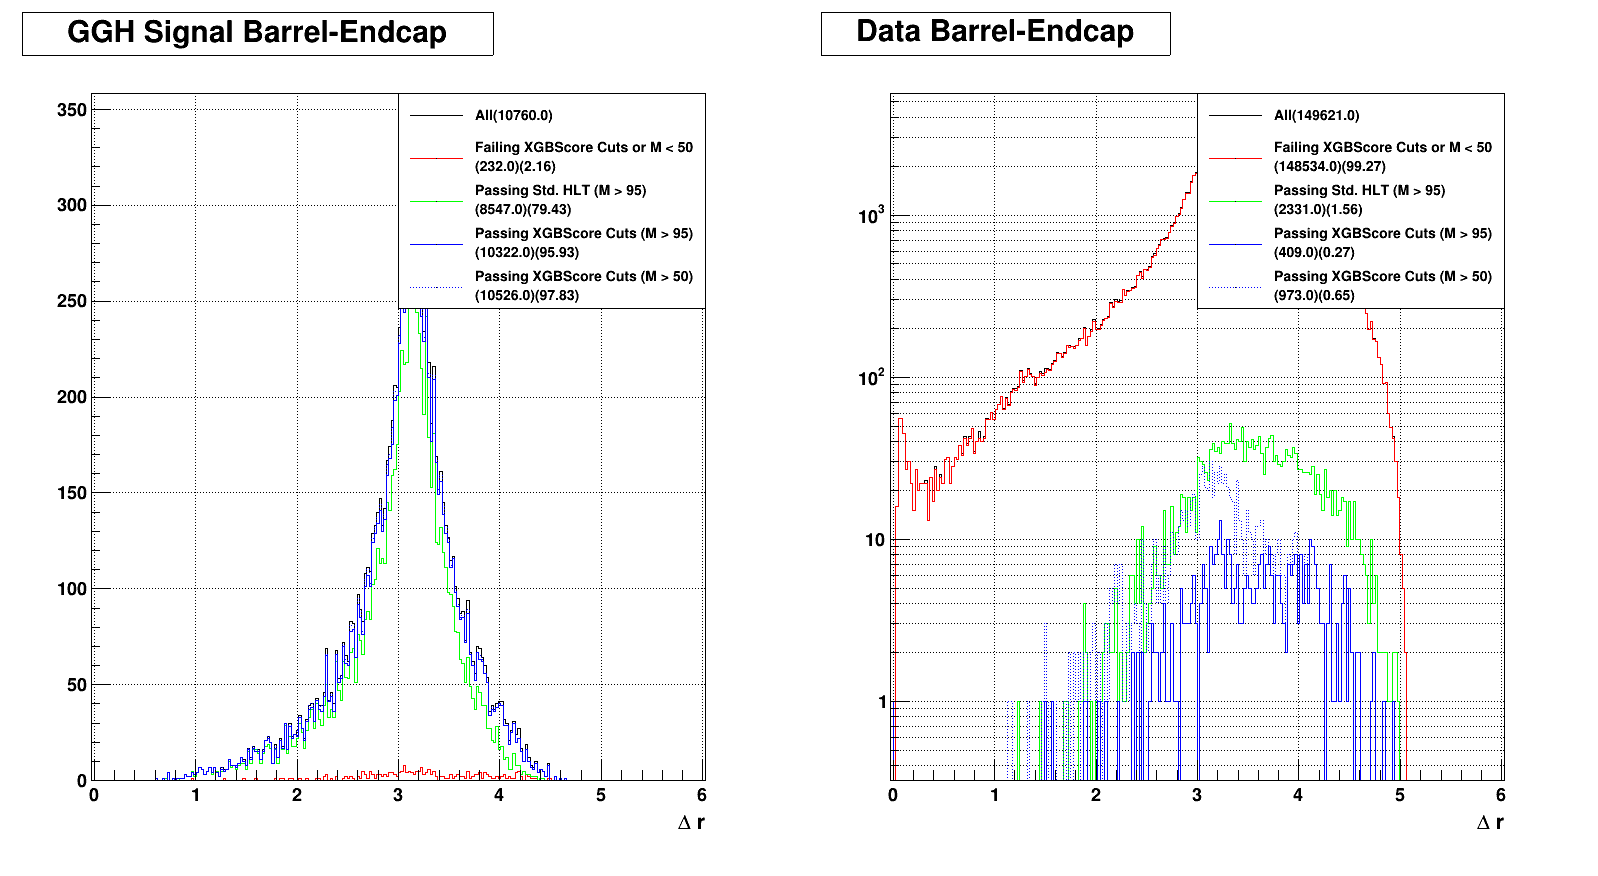 GGH Signal Barrel-Endcap
350
300
250
200
150
100
50
0
0 1 2 3 4 5 6
Δ r
All(10760.0)
Failing XGBScore Cuts or M < 50
(232.0)(2.16)
Passing Std. HLT (M > 95)
(8547.0)(79.43)
Passing XGBScore Cuts (M > 95)
(10322.0)(95.93)
Passing XGBScore Cuts (M > 50)
(10526.0)(97.83)
Data Barrel-Endcap
10³
10²
10
1
0 1 2 3 4 5 6
Δ r
All(149621.0)
Failing XGBScore Cuts or M < 50
(148534.0)(99.27)
Passing Std. HLT (M > 95)
(2331.0)(1.56)
Passing XGBScore Cuts (M > 95)
(409.0)(0.27)
Passing XGBScore Cuts (M > 50)
(973.0)(0.65)